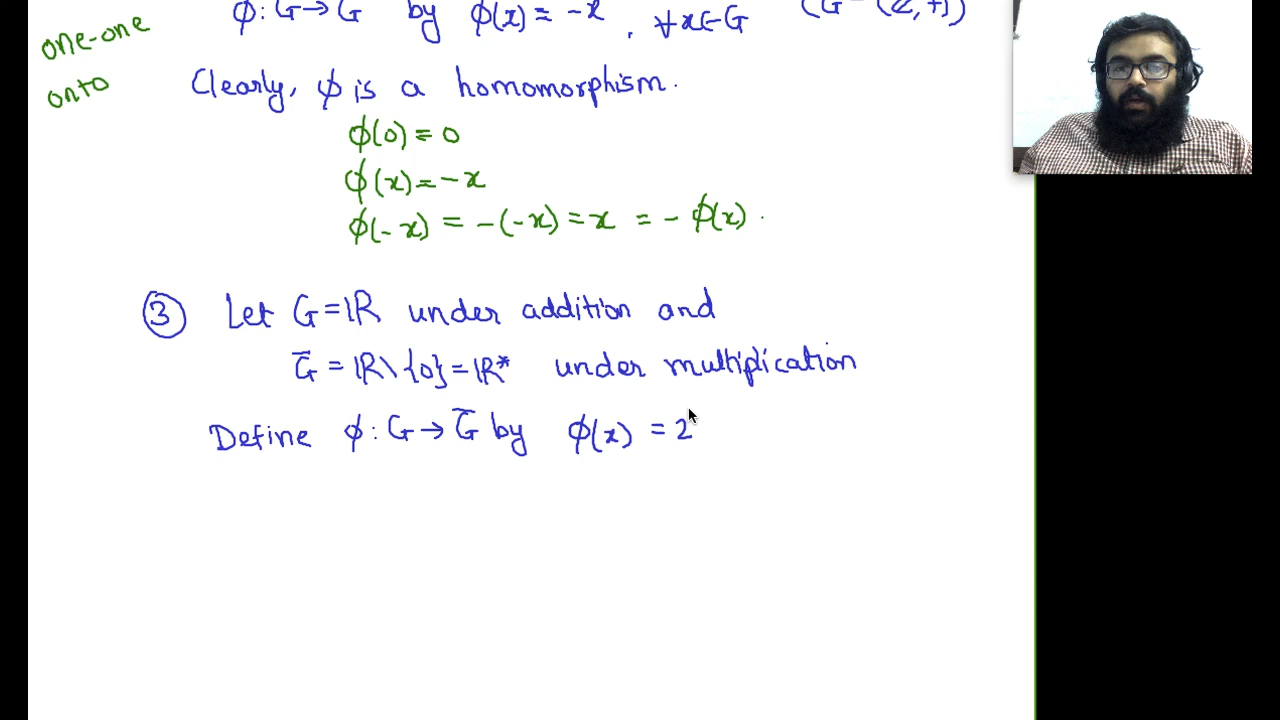 φ: G → G by φ(x) = -x, ∀x∈G (G = (ℤ, +))
one-one
onto
Clearly, φ is a homomorphism.
φ(0) = 0
φ(x) = -x
φ(-x) = -(-x) = x = - φ(x).
③ Let G = ℝ under addition and
G̅ = ℝ\{0} = ℝ* under multiplication
Define φ: G → G̅ by φ(x) = 2